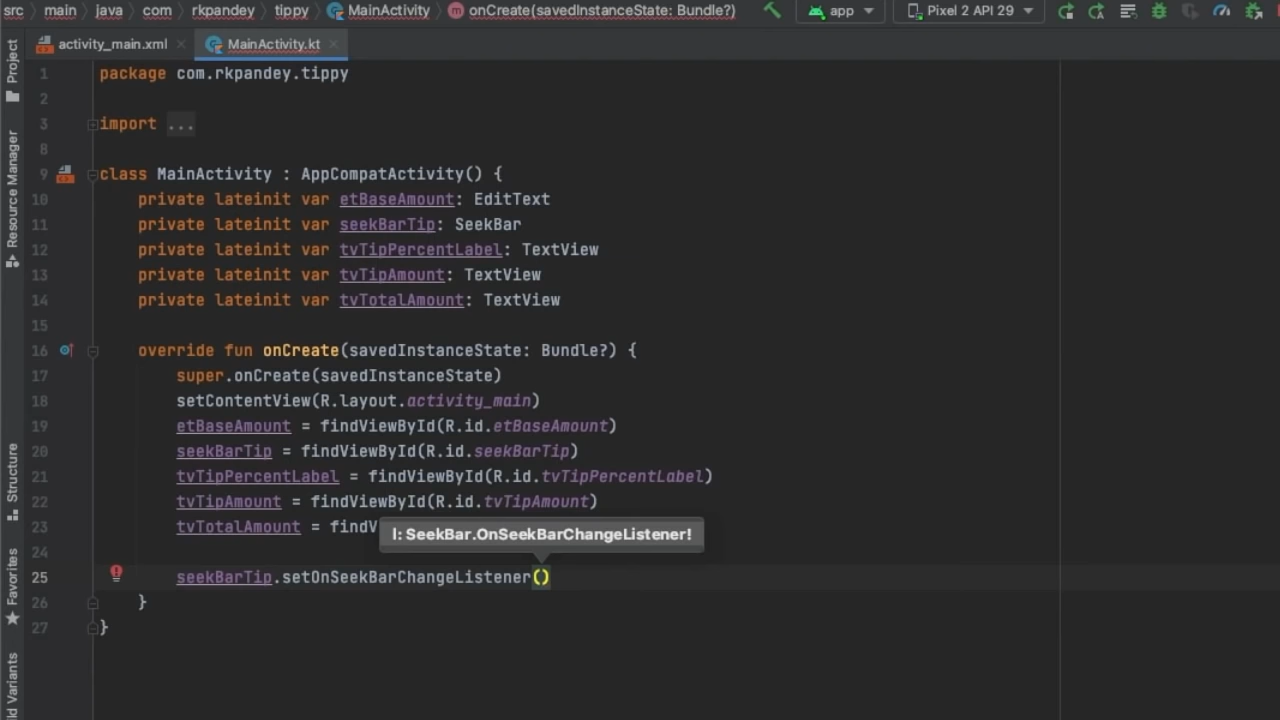 src main java com rkpandey tippy MainActivity onCreate(savedInstanceState: Bundle?) app Pixel 2 API 29
activity_main.xml MainActivity.kt
Project
Resource Manager
Structure
Favorites
ld Variants
1 package com.rkpandey.tippy
2
3 import ...
8
9 class MainActivity : AppCompatActivity() {
10 private lateinit var etBaseAmount: EditText
11 private lateinit var seekBarTip: SeekBar
12 private lateinit var tvTipPercentLabel: TextView
13 private lateinit var tvTipAmount: TextView
14 private lateinit var tvTotalAmount: TextView
15
16 override fun onCreate(savedInstanceState: Bundle?) {
17 super.onCreate(savedInstanceState)
18 setContentView(R.layout.activity_main)
19 etBaseAmount = findViewById(R.id.etBaseAmount)
20 seekBarTip = findViewById(R.id.seekBarTip)
21 tvTipPercentLabel = findViewById(R.id.tvTipPercentLabel)
22 tvTipAmount = findViewById(R.id.tvTipAmount)
23 tvTotalAmount = findV
l: SeekBar.OnSeekBarChangeListener!
24
25 seekBarTip.setOnSeekBarChangeListener()
26 }
27 }